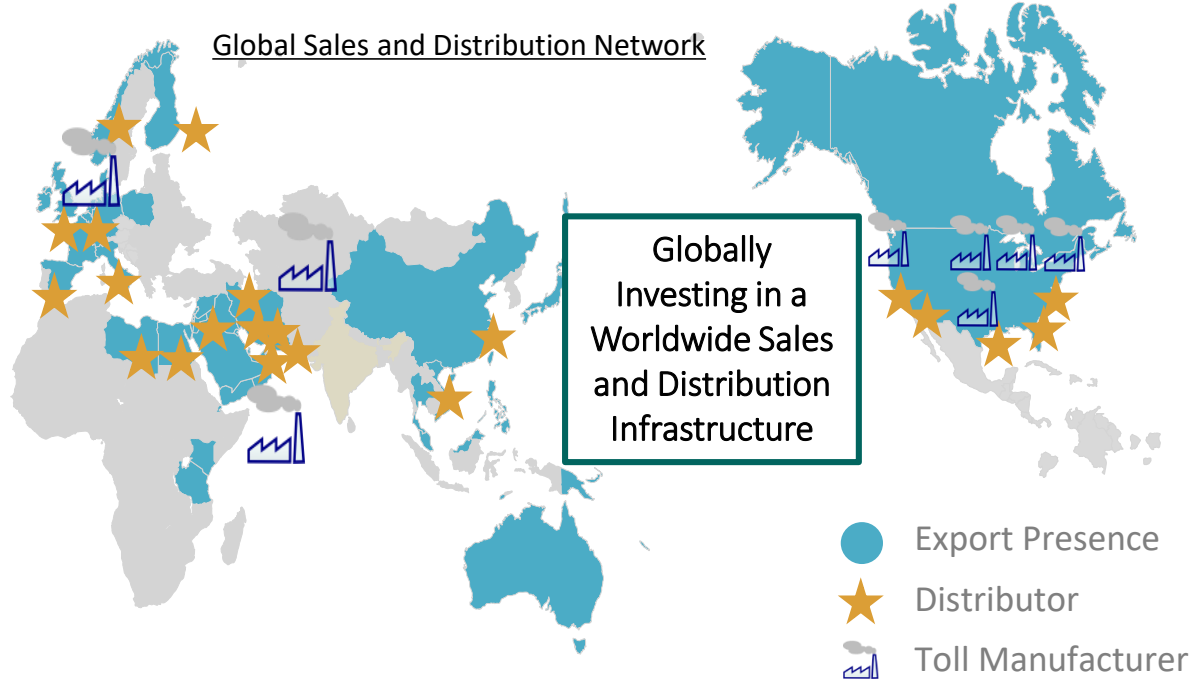 Global Sales and Distribution Network
Globally
Investing in a
Worldwide Sales
and Distribution
Infrastructure
Export Presence
Distributor
Toll Manufacturer